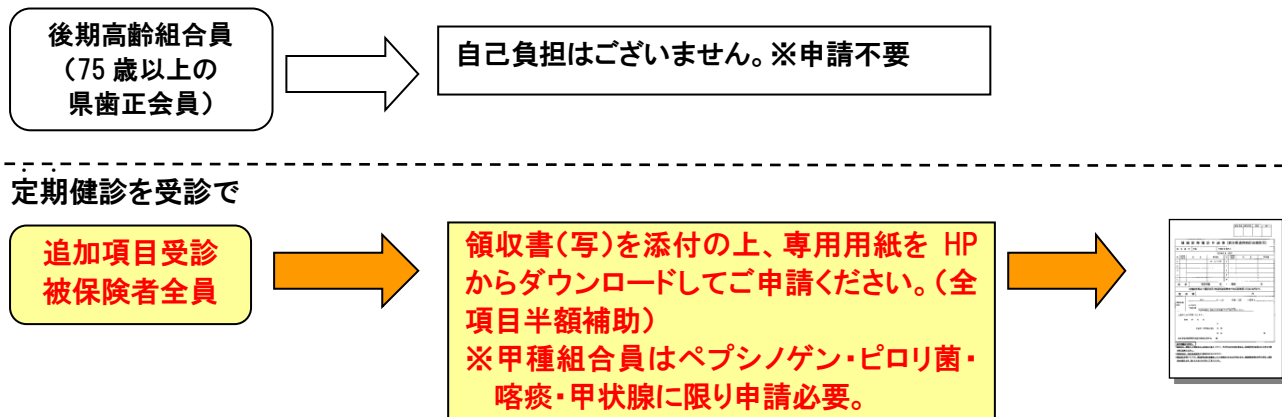 後期高齢組合員
（75 歳以上の
県歯正会員）
自己負担はございません。※申請不要
定期健診を受診で
追加項目受診
被保険者全員
領収書（写）を添付の上、専用用紙を HP
からダウンロードしてご申請ください。（全
項目半額補助）
※甲種組合員はペプシノゲン・ピロリ菌・
喀痰・甲状腺に限り申請必要。